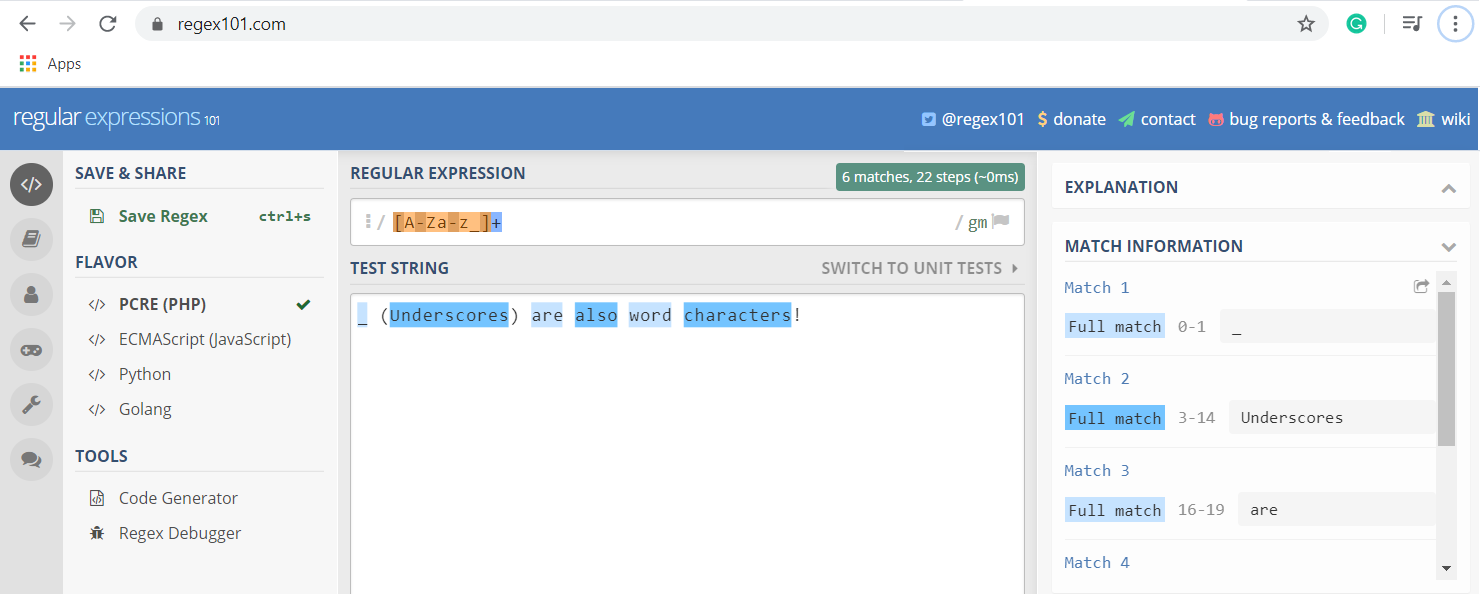 regex101.com
Apps
regular expressions 101
@regex101 donate contact bug reports & feedback wiki
SAVE & SHARE
Save Regex ctrl+s
FLAVOR
</> PCRE (PHP)
</> ECMAScript (JavaScript)
</> Python
</> Golang
TOOLS
Code Generator
Regex Debugger
REGULAR EXPRESSION
6 matches, 22 steps (~0ms)
/ [A-Za-z_]+ / gm
TEST STRING
SWITCH TO UNIT TESTS
_ (Underscores) are also word characters!
EXPLANATION
MATCH INFORMATION
Match 1
Full match 0-1 _
Match 2
Full match 3-14 Underscores
Match 3
Full match 16-19 are
Match 4